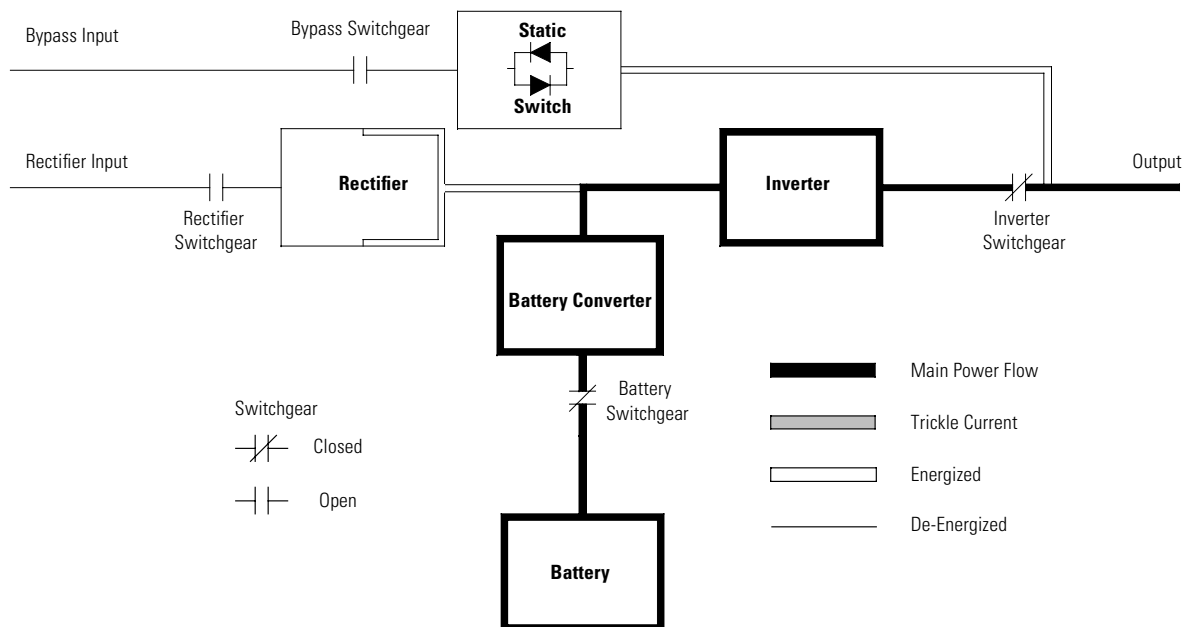 Bypass Input
Bypass Switchgear
Static
Switch
Rectifier Input
Rectifier
Inverter
Output
Rectifier
Switchgear
Inverter
Switchgear
Battery Converter
Battery
Switchgear
Switchgear
Closed
Open
Main Power Flow
Trickle Current
Energized
De-Energized
Battery